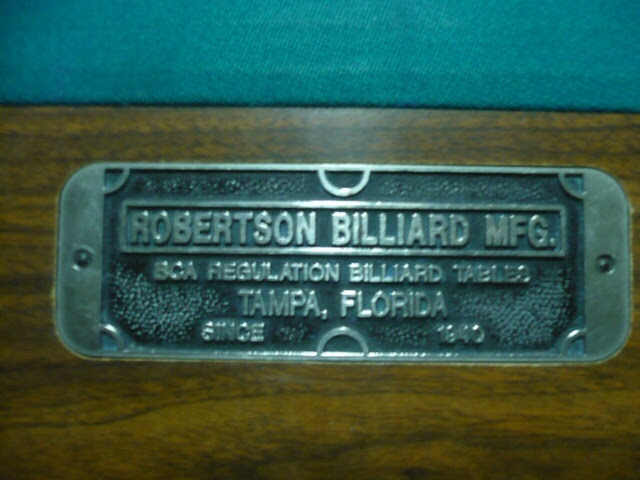 ROBERTSON BILLIARD MFG.
BCA REGULATION BILLIARD TABLES
TAMPA, FLORIDA
SINCE 1940